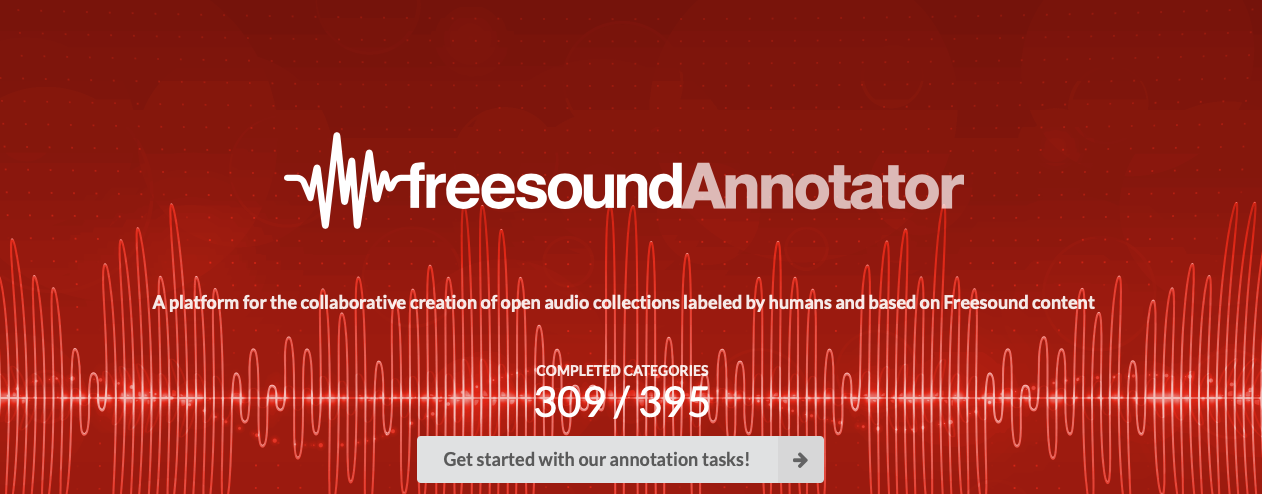 freesoundAnnotator
A platform for the collaborative creation of open audio collections labeled by humans and based on Freesound content
COMPLETED CATEGORIES
309 / 395
Get started with our annotation tasks!